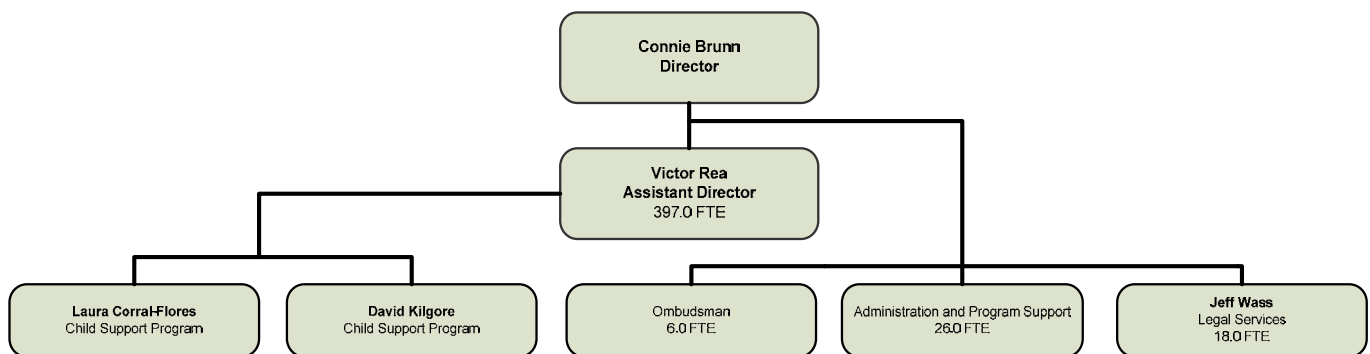 Connie Brunn
Director
Victor Rea
Assistant Director
397.0 FTE
Laura Corral-Flores
Child Support Program
David Kilgore
Child Support Program
Ombudsman
6.0 FTE
Administration and Program Support
26.0 FTE
Jeff Wass
Legal Services
18.0 FTE